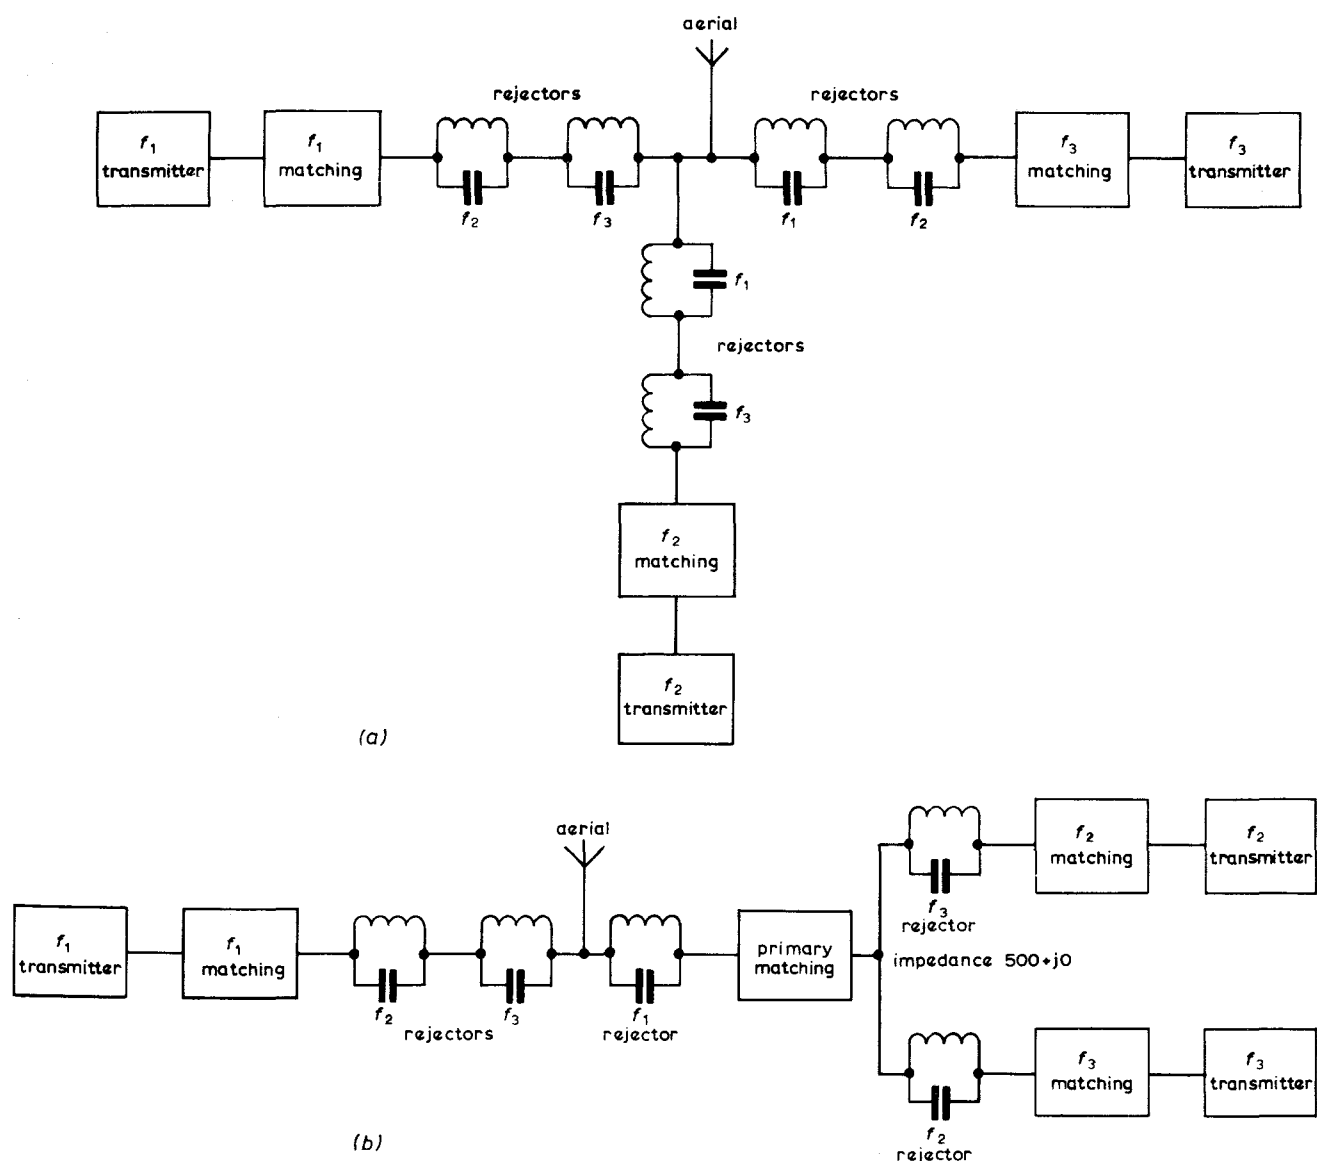 aerial
rejectors
rejectors
f1
transmitter
f1
matching
f2
f3
f1
f2
f3
matching
f3
transmitter
f1
rejectors
f3
f2
matching
f2
transmitter
(a)
aerial
f1
transmitter
f1
matching
f2
f3
rejectors
f1
rejector
primary
matching
impedance 500+j0
f3
rejector
f2
matching
f2
transmitter
f2
rejector
f3
matching
f3
transmitter
(b)